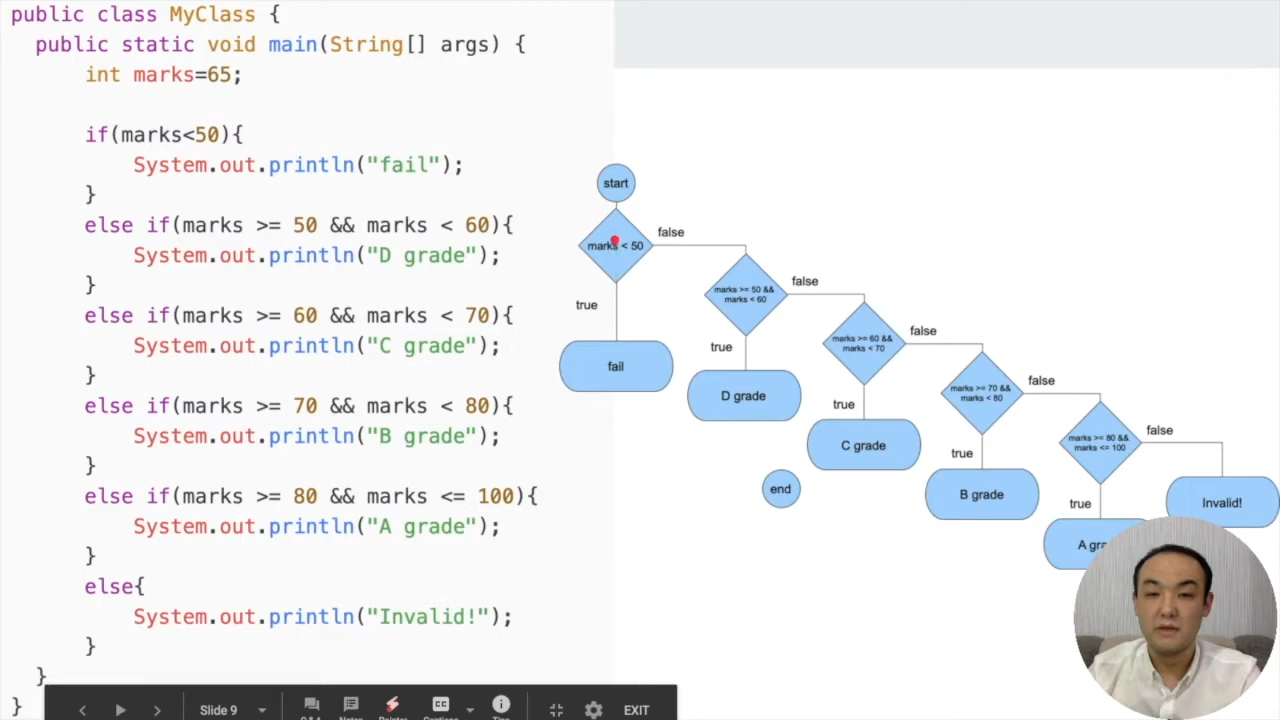 public class MyClass {
public static void main(String[] args) {
int marks=65;
if(marks<50){
System.out.println("fail");
}
else if(marks >= 50 && marks < 60){
System.out.println("D grade");
}
else if(marks >= 60 && marks < 70){
System.out.println("C grade");
}
else if(marks >= 70 && marks < 80){
System.out.println("B grade");
}
else if(marks >= 80 && marks <= 100){
System.out.println("A grade");
}
else{
System.out.println("Invalid!");
}
}
}
start
marks < 50
false
true
fail
marks >= 50 &&
marks < 60
false
true
D grade
marks >= 60 &&
marks < 70
false
true
C grade
marks >= 70 &&
marks < 80
false
true
B grade
marks >= 80 &&
marks <= 100
false
true
A gra
Invalid!
end
Slide 9
EXIT